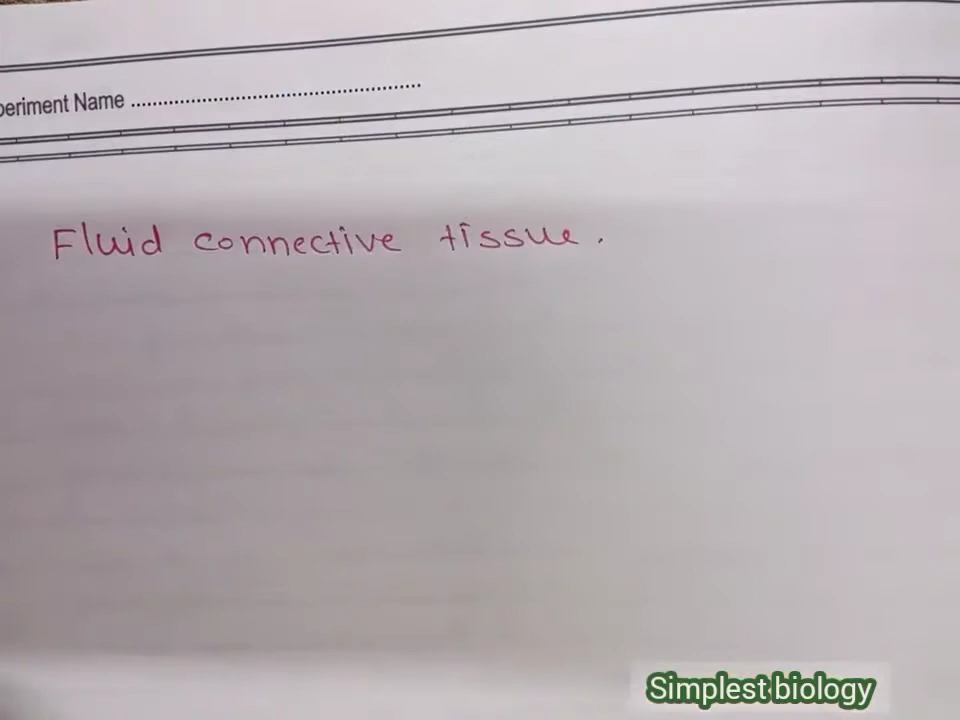 periment Name ........................................................
Fluid connective tissue.
Simplest biology